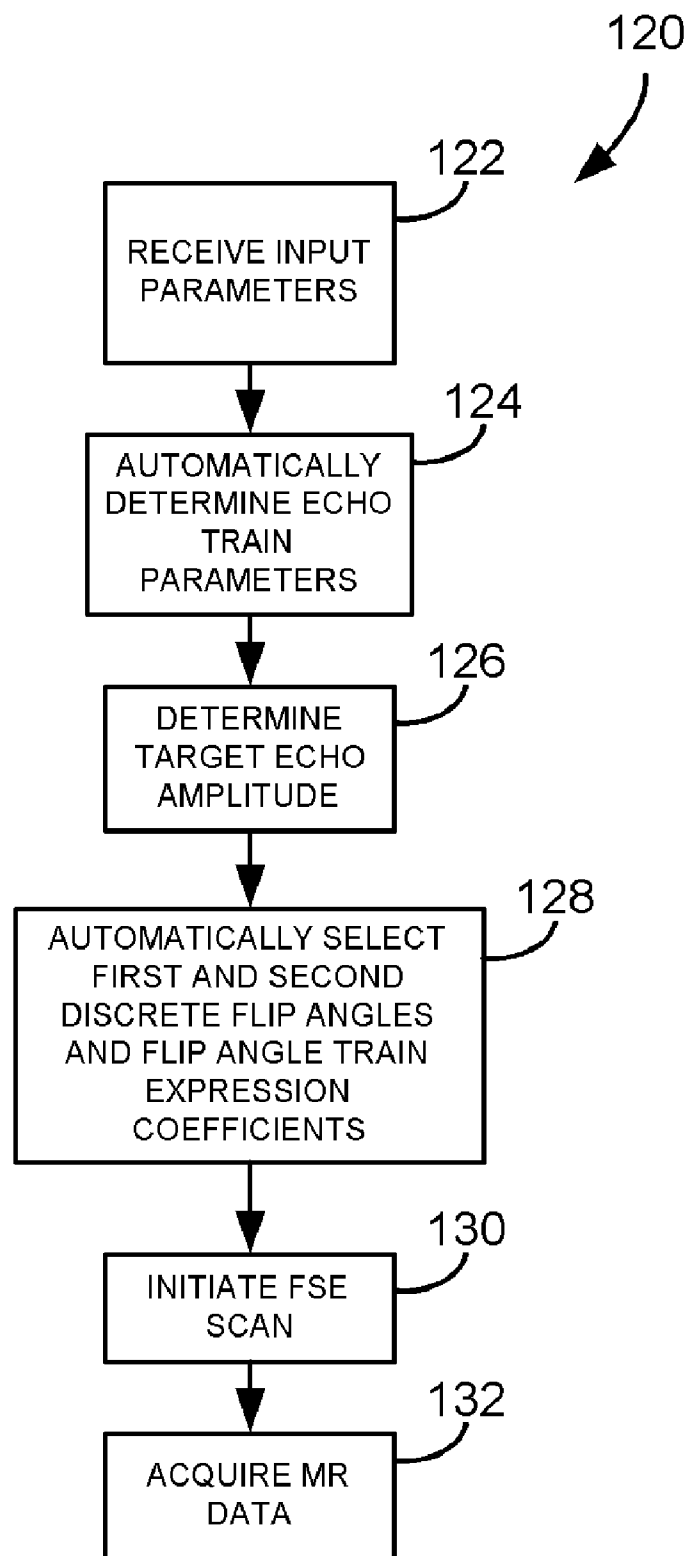 120
122
RECEIVE INPUT
PARAMETERS
124
AUTOMATICALLY
DETERMINE ECHO
TRAIN
PARAMETERS
126
DETERMINE
TARGET ECHO
AMPLITUDE
128
AUTOMATICALLY SELECT
FIRST AND SECOND
DISCRETE FLIP ANGLES
AND FLIP ANGLE TRAIN
EXPRESSION
COEFFICIENTS
130
INITIATE FSE
SCAN
132
ACQUIRE MR
DATA